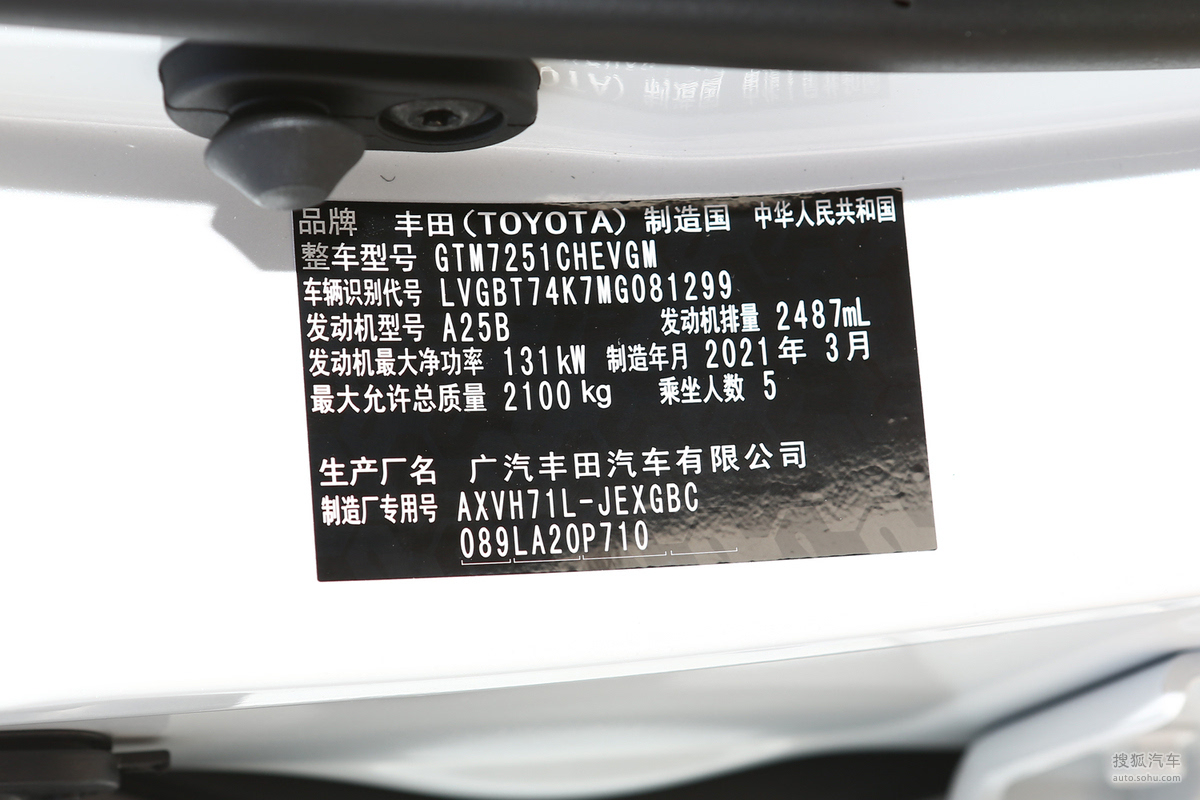 品牌 丰田(TOYOTA) 制造国 中华人民共和国
整车型号 GTM7251CHEVGM
车辆识别代号 LVGBT74K7MG081299
发动机型号 A25B 发动机排量 2487mL
发动机最大净功率 131kW 制造年月 2021年 3月
最大允许总质量 2100kg 乘坐人数 5
生产厂名 广汽丰田汽车有限公司
制造厂专用号 AXVH71L-JEXGBC
089LA20P710
搜狐汽车
auto.sohu.com